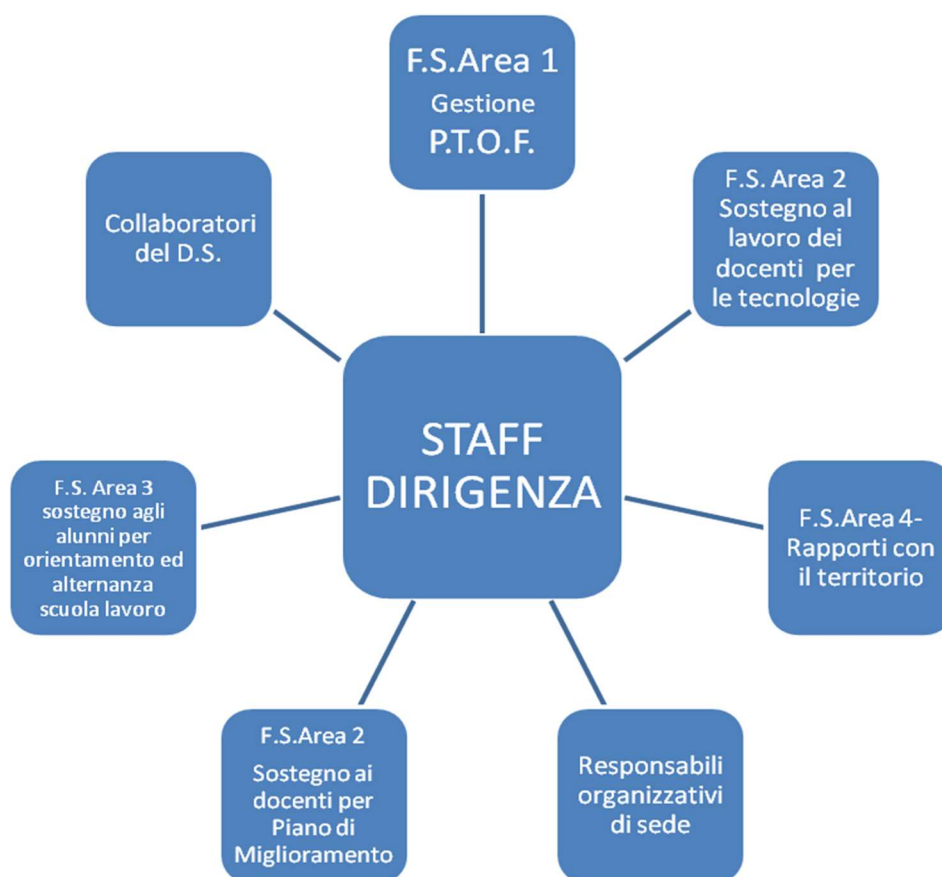 F.S.Area 1
Gestione
P.T.O.F.
F.S. Area 2
Sostegno al
lavoro dei
docenti per
le tecnologie
Collaboratori
del D.S.
STAFF
DIRIGENZA
F.S. Area 3
sostegno agli
alunni per
orientamento ed
alternanza
scuola lavoro
F.S.Area 4-
Rapporti con
il territorio
F.S.Area 2
Sostegno ai
docenti per
Piano di
Miglioramento
Responsabili
organizzativi
di sede